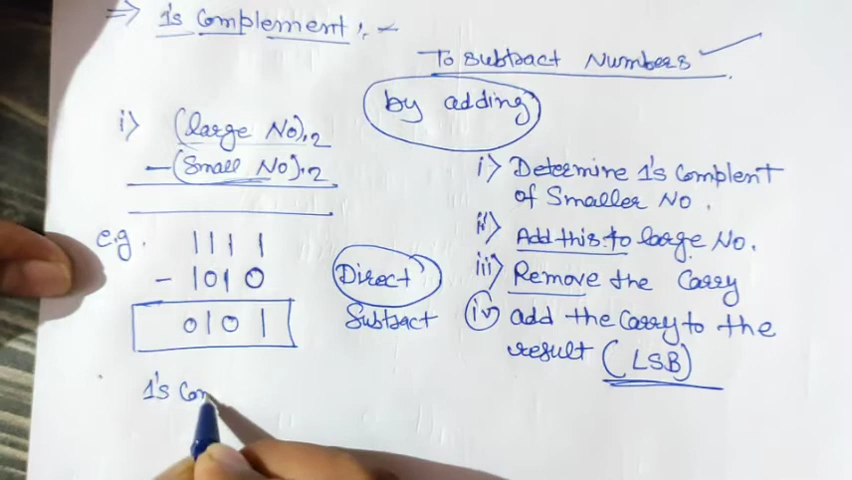 => 1's Complement :-
To Subtract Numbers
by adding
i> (large No).2
- (Small No).2
e.g. 1111
- 1010
0101
Direct
Subtract
i> Determine 1's Complent
of Smaller No.
ii> Add this to large No.
iii> Remove the Carry
iv> add the Carry to the
result (LSB)
1's Com